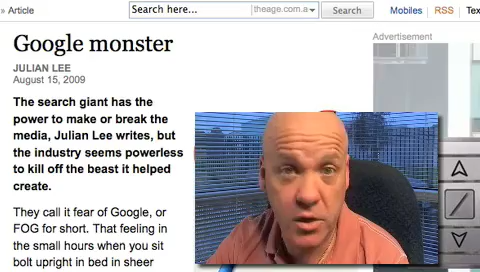 » Article
Search here...
theage.com.a
Search
Mobiles
RSS
Google monster
Advertisement
JULIAN LEE
August 15, 2009
The search giant has the
power to make or break the
media, Julian Lee writes, but
the industry seems powerless
to kill off the beast it helped
create.
They call it fear of Google, or
FOG for short. That feeling in
the small hours when you sit
bolt upright in bed in sheer